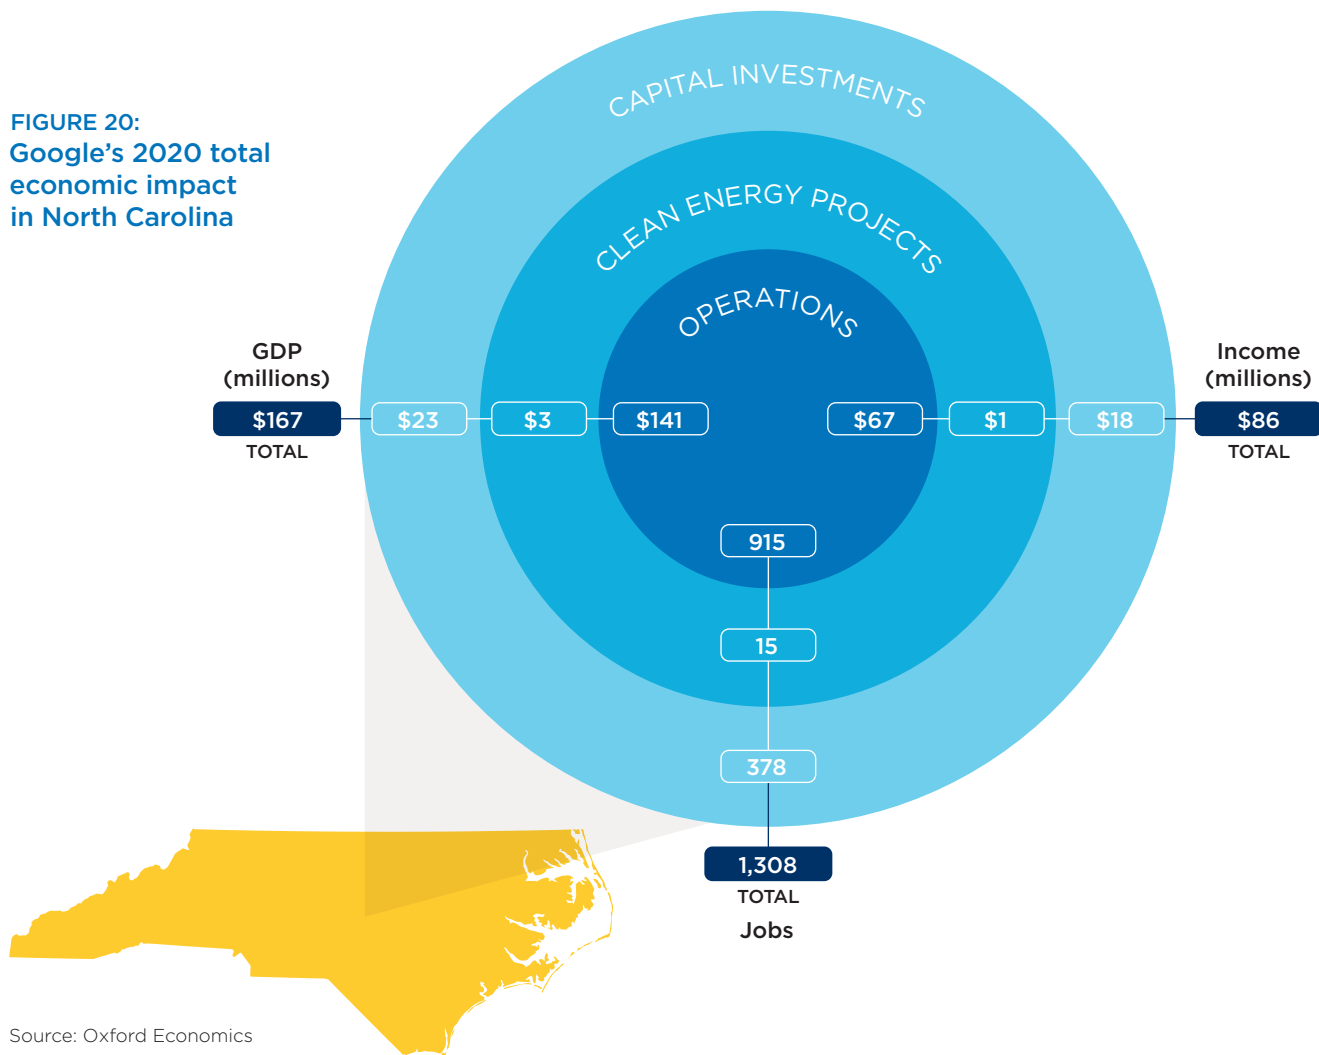 FIGURE 20:
Google's 2020 total
economic impact
in North Carolina
CAPITAL INVESTMENTS
CLEAN ENERGY PROJECTS
OPERATIONS
GDP
(millions)
$167
TOTAL
$23
$3
$141
$67
$1
$18
Income
(millions)
$86
TOTAL
915
15
378
1,308
TOTAL
Jobs
Source: Oxford Economics